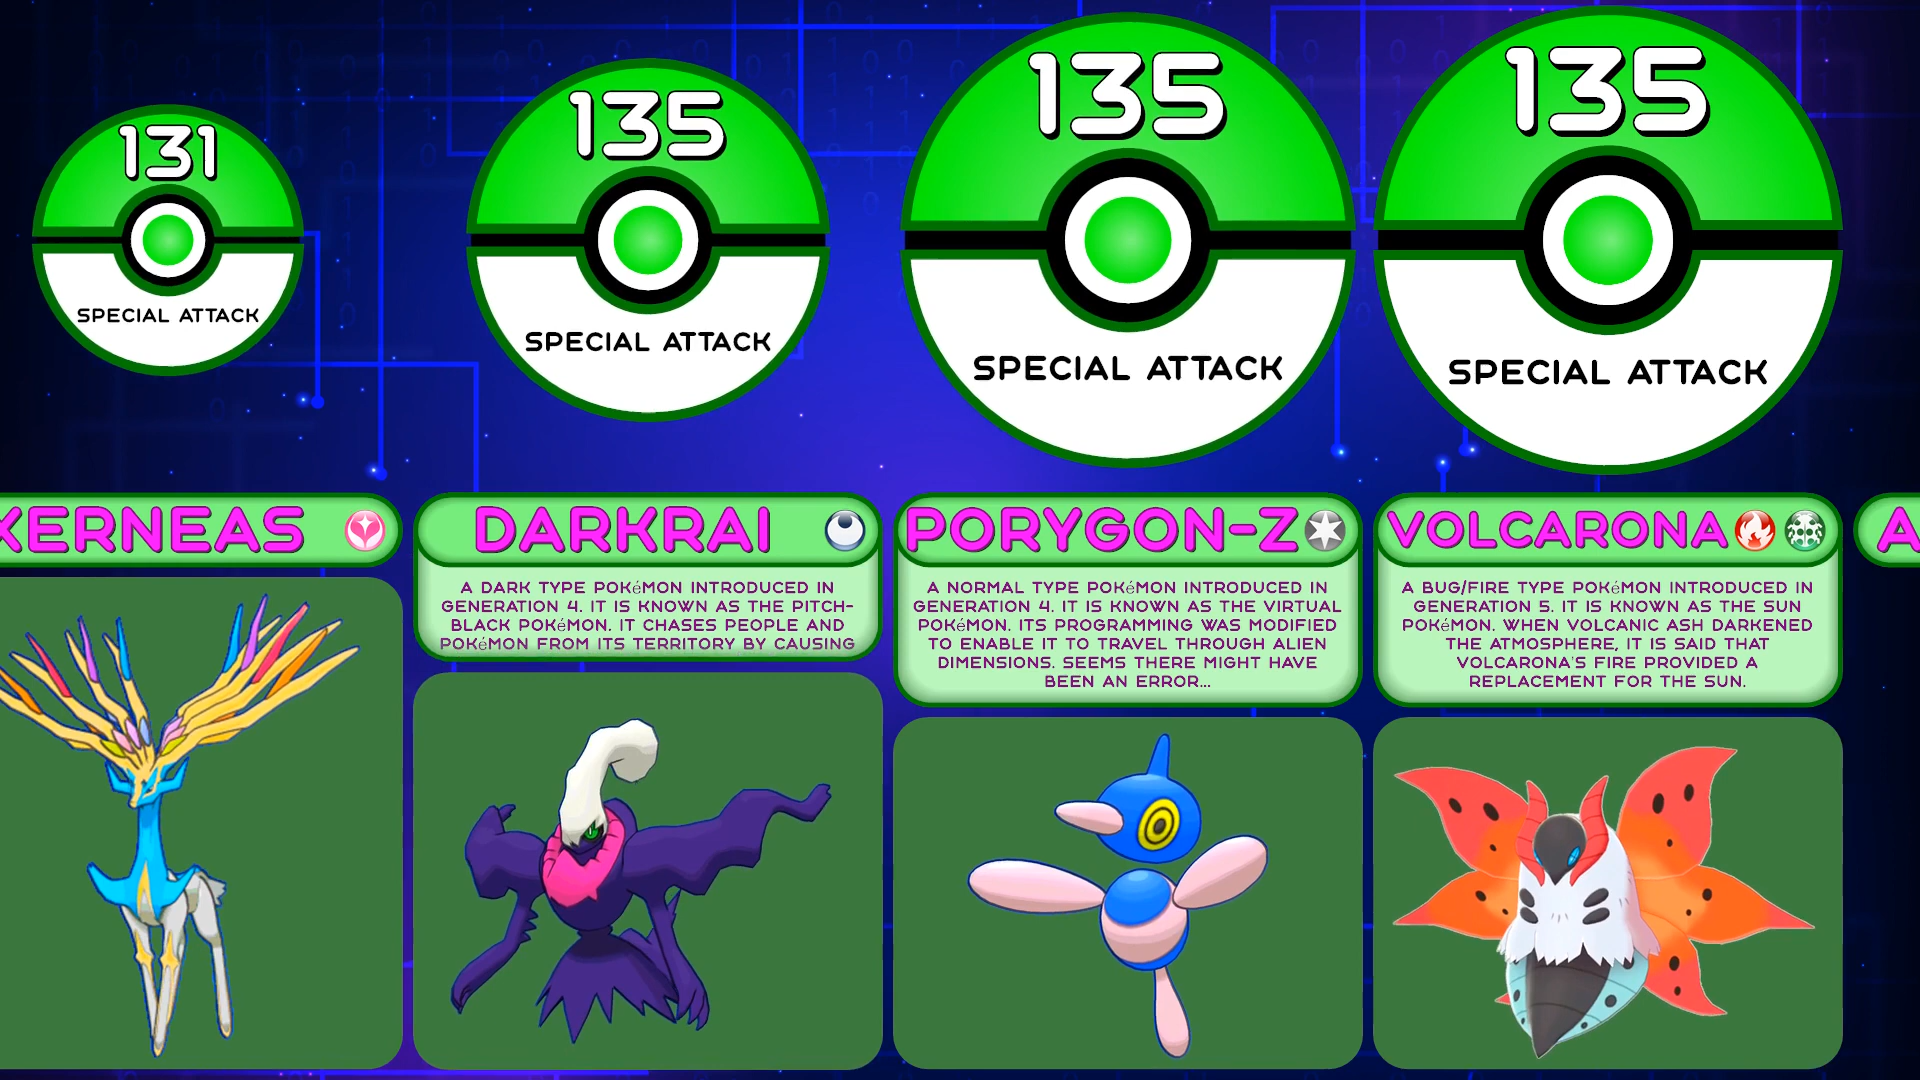 131
SPECIAL ATTACK
135
SPECIAL ATTACK
135
SPECIAL ATTACK
135
SPECIAL ATTACK
XERNEAS
DARKRAI
A DARK TYPE POKéMON INTRODUCED IN
GENERATION 4. IT IS KNOWN AS THE PITCH-
BLACK POKéMON. IT CHASES PEOPLE AND
POKéMON FROM ITS TERRITORY BY CAUSING
PORYGON-Z
A NORMAL TYPE POKéMON INTRODUCED IN
GENERATION 4. IT IS KNOWN AS THE VIRTUAL
POKéMON. ITS PROGRAMMING WAS MODIFIED
TO ENABLE IT TO TRAVEL THROUGH ALIEN
DIMENSIONS. SEEMS THERE MIGHT HAVE
BEEN AN ERROR...
VOLCARONA
A BUG/FIRE TYPE POKéMON INTRODUCED IN
GENERATION 5. IT IS KNOWN AS THE SUN
POKéMON. WHEN VOLCANIC ASH DARKENED
THE ATMOSPHERE, IT IS SAID THAT
VOLCARONA'S FIRE PROVIDED A
REPLACEMENT FOR THE SUN.